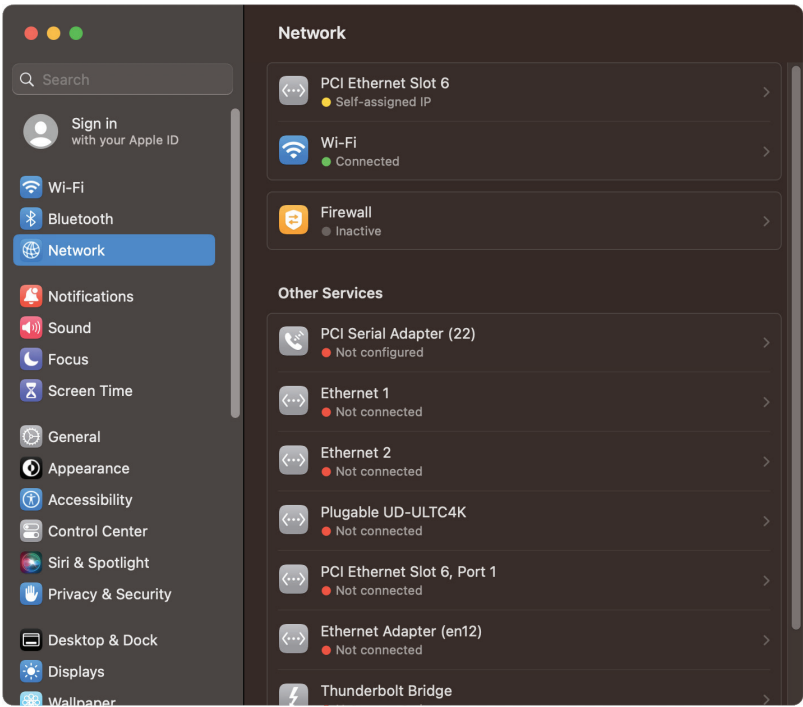 Network
Search
Sign in
with your Apple ID
Wi-Fi
Bluetooth
Network
Notifications
Sound
Focus
Screen Time
General
Appearance
Accessibility
Control Center
Siri & Spotlight
Privacy & Security
Desktop & Dock
Displays
Wallpaper
PCI Ethernet Slot 6
Self-assigned IP
Wi-Fi
Connected
Firewall
Inactive
Other Services
PCI Serial Adapter (22)
Not configured
Ethernet 1
Not connected
Ethernet 2
Not connected
Plugable UD-ULTC4K
Not connected
PCI Ethernet Slot 6, Port 1
Not connected
Ethernet Adapter (en12)
Not connected
Thunderbolt Bridge